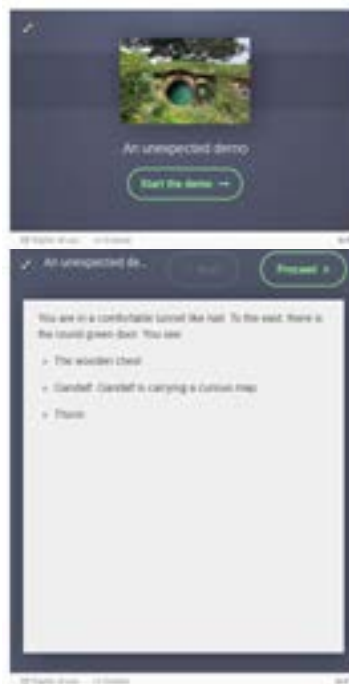 An unexpected demo
Start the demo →
An unexpected de...
Proceed >
You are in a comfortable tunnel like hall. To the east, there is
the round green door. You see:
The wooden chest
Gandalf. Gandalf is carrying a curious map
Thorin